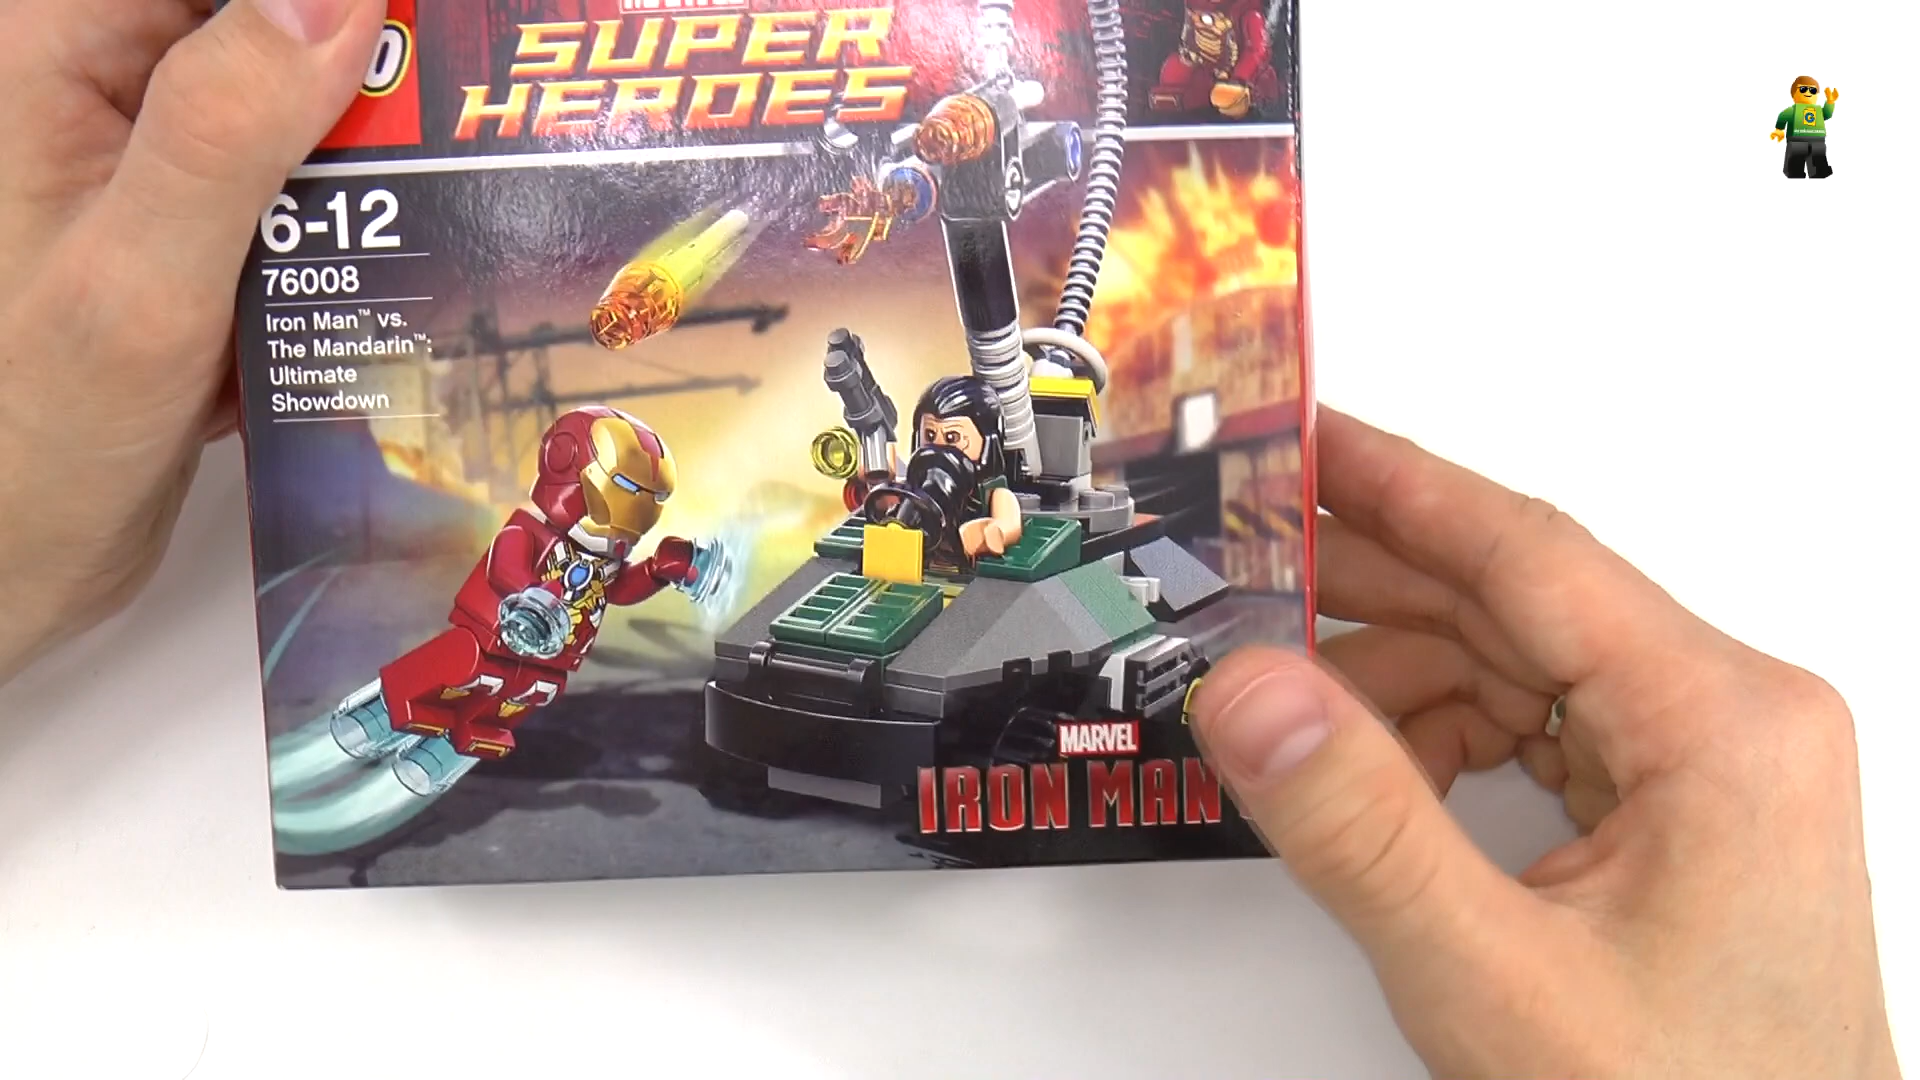 SUPER
HEROES
6-12
76008
Iron Man™ vs.
The Mandarin™:
Ultimate
Showdown
MARVEL
IRON MAN